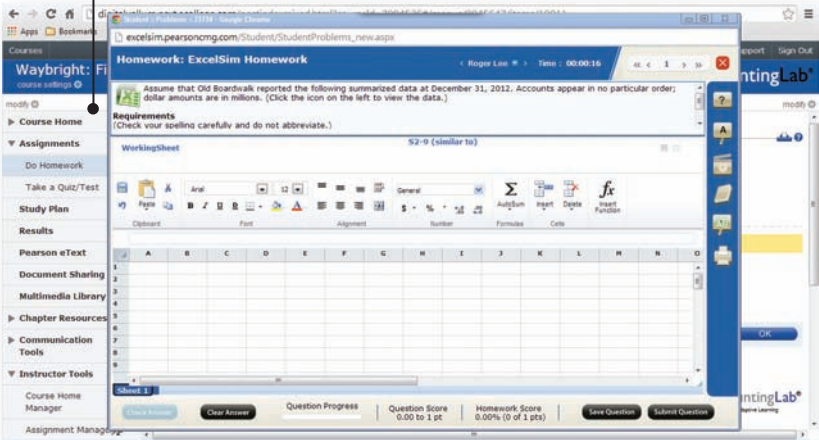 Student : Problems - 23TM - Google Chrome
Apps
excelsim.pearsoncmg.com/Student/StudentProblems_new.aspx
Courses
Sign Out
Waybright: Fi
course settings
ntingLab*
modify
modify
Course Home
Assignments
Do Homework
Take a Quiz/Test
Study Plan
Results
Pearson eText
Document Sharing
Multimedia Library
Chapter Resources
Communication
Tools
Instructor Tools
Course Home
Manager
Assignment Manager
Homework: ExcelSim Homework
< Roger Lee > Time : 00:00:16
1
Assume that Old Boardwalk reported the following summarized data at December 31, 2012. Accounts appear in no particular order;
dollar amounts are in millions. (Click the icon on the left to view the data.)
Requirements
(Check your spelling carefully and do not abbreviate.)
WorkingSheet
S2-9 (similar to)
Paste
Arial
12
B I U D
A
General
$ %
Σ
AutoSum
Insert
Delete
fx
Insert
Function
Clipboard
Font
Alignment
Number
Formulas
Cells
A B C D E F G H I J K L M N O
1
2
3
4
5
6
7
8
9
Sheet 1
Check Answer
Clear Answer
Question Progress
Question Score
0.00 to 1 pt
Homework Score
0.00% (0 of 1 pts)
Save Question
Submit Question
OK
ntingLab*